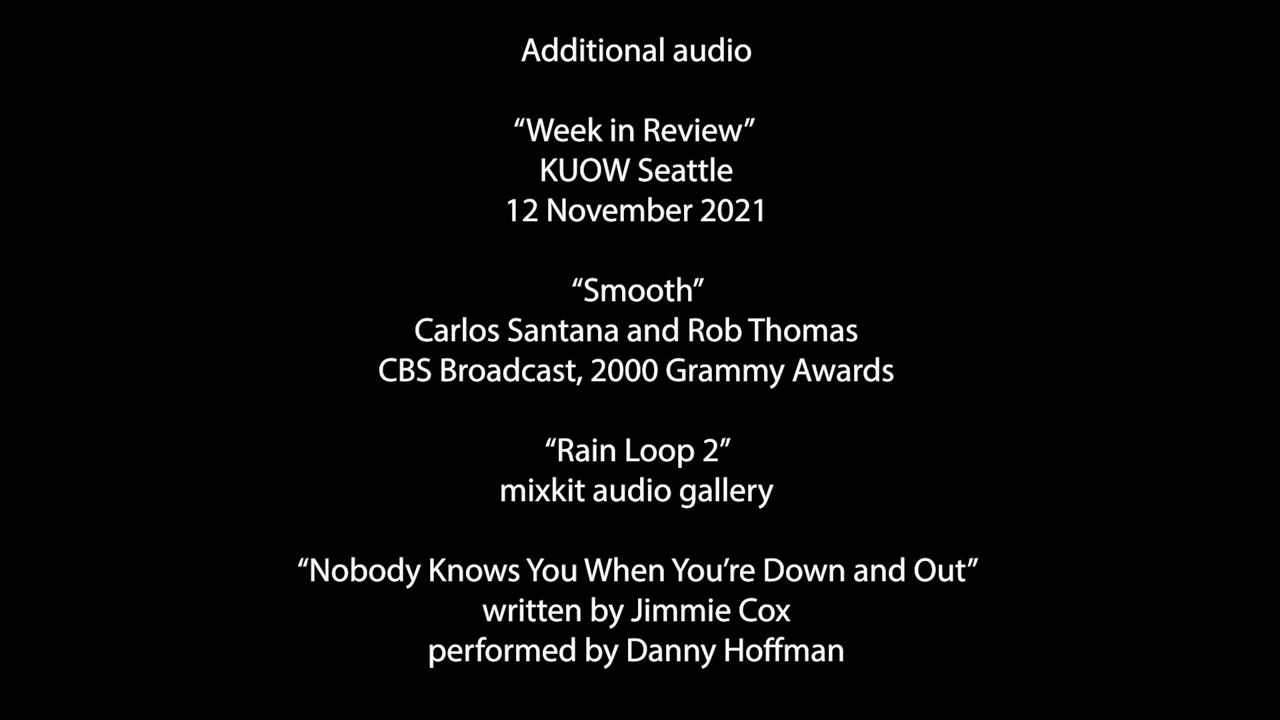 Additional audio
“Week in Review”
KUOW Seattle
12 November 2021
“Smooth”
Carlos Santana and Rob Thomas
CBS Broadcast, 2000 Grammy Awards
“Rain Loop 2”
mixkit audio gallery
“Nobody Knows You When You’re Down and Out”
written by Jimmie Cox
performed by Danny Hoffman